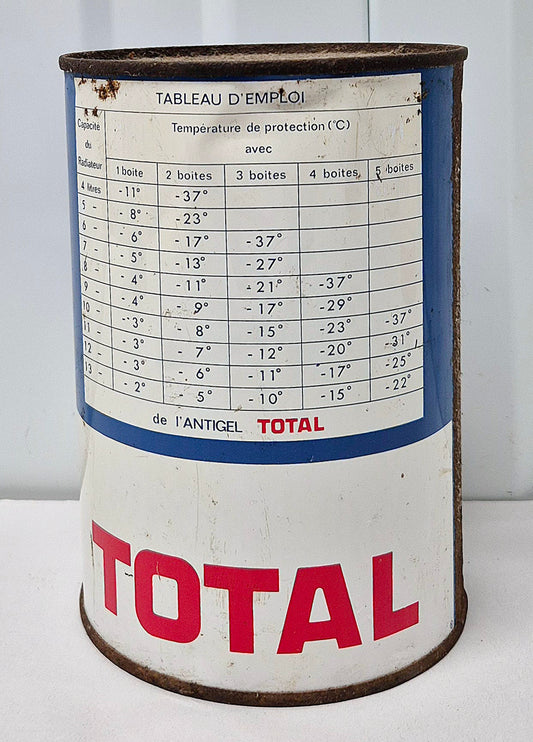 TABLEAU D'EMPLOI
Capacité
du
Radiateur
Température de protection (°C)
avec
1 boite 2 boites 3 boites 4 boites 5 boites
4 litres -11° -37°
5 - - 8° -23°
6 - - 6° -17° -37°
7 - - 5° -13° -27°
8 - - 4° -11° -21° -37°
9 - - 4° - 9° -17° -29°
10 - - 3° - 8° -15° -23° -37°
11 - - 3° - 7° -12° -20° -31°
12 - - 3° - 6° -11° -17° -25°
13 - - 2° 5° -10° -15° -22°
de l'ANTIGEL TOTAL
TOTAL